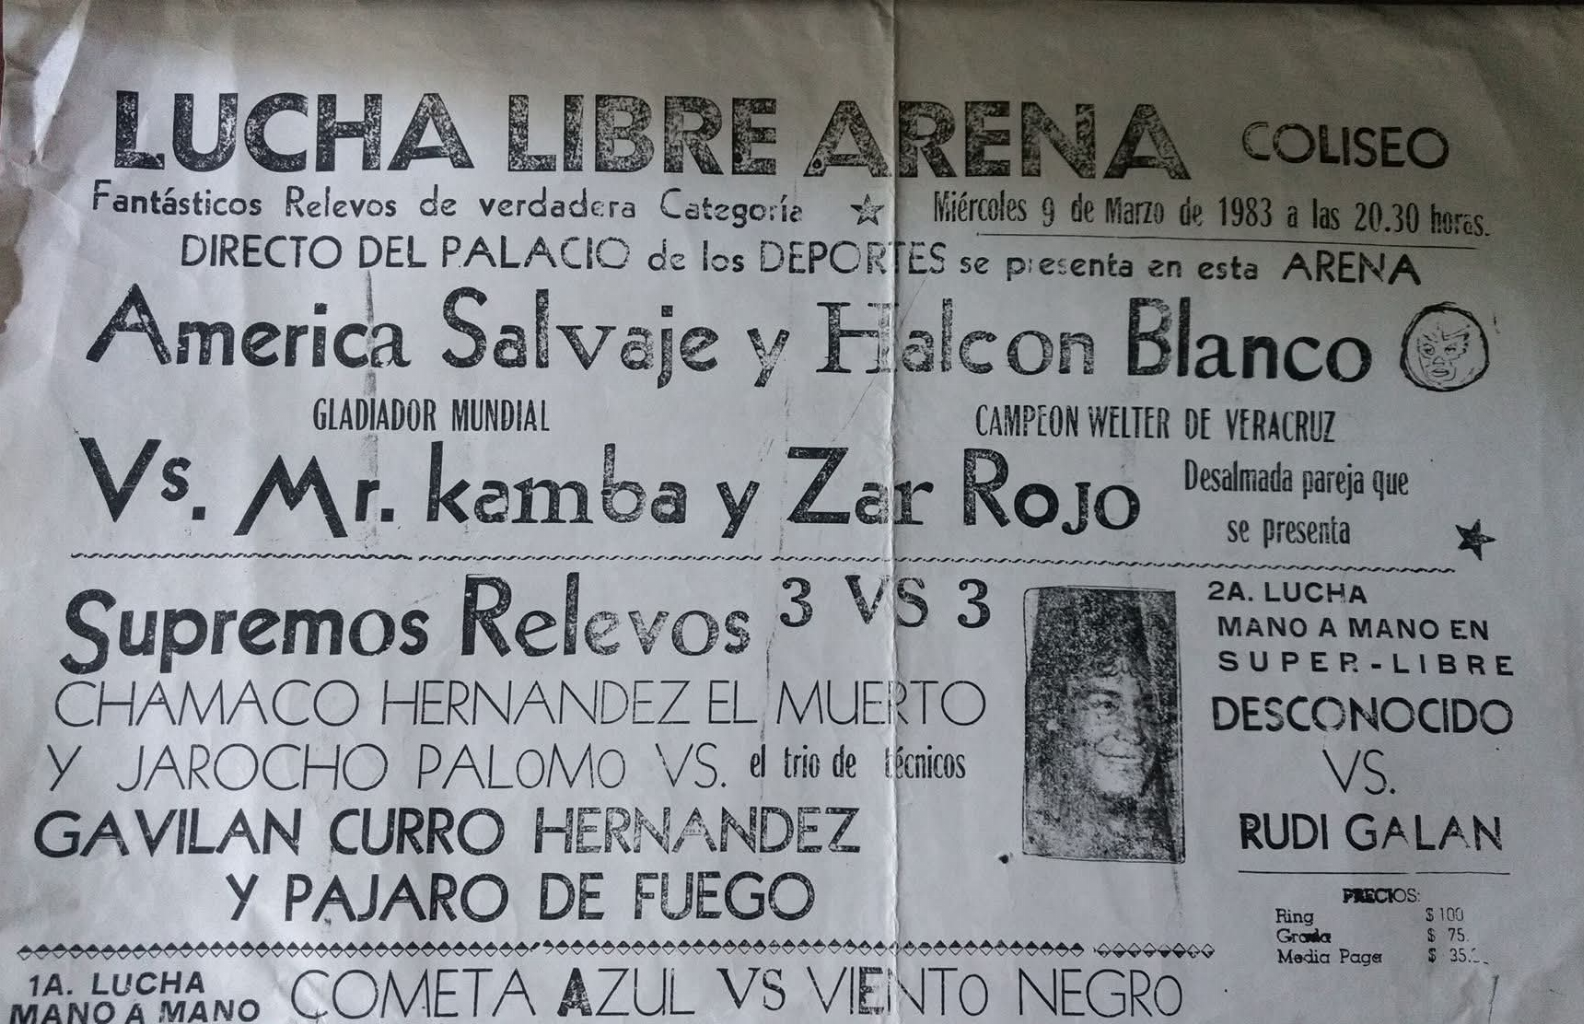 LUCHA LIBRE ARENA COLISEO
Fantásticos Relevos de verdadera Categoría
Miércoles 9 de Marzo de 1983 a las 20.30 horas.
DIRECTO DEL PALACIO de los DEPORTES se presenta en esta ARENA
America Salvaje y Halcon Blanco
GLADIADOR MUNDIAL
CAMPEON WELTER DE VERACRUZ
Vs. Mr. kamba y Zar Rojo
Desalmada pareja que
se presenta
Supremos Relevos 3 VS 3
CHAMACO HERNANDEZ EL MUERTO
Y JAROCHO PALOMO VS. el trio de técnicos
GAVILAN CURRO HERNANDEZ
Y PAJARO DE FUEGO
2A. LUCHA
MANO A MANO EN
SUPER-LIBRE
DESCONOCIDO
VS.
RUDI GALAN
PRECIOS:
Ring $ 100
Grada $ 75.
Media Paga $ 35.
1A. LUCHA
MANO A MANO
COMETA AZUL VS VIENTO NEGRO